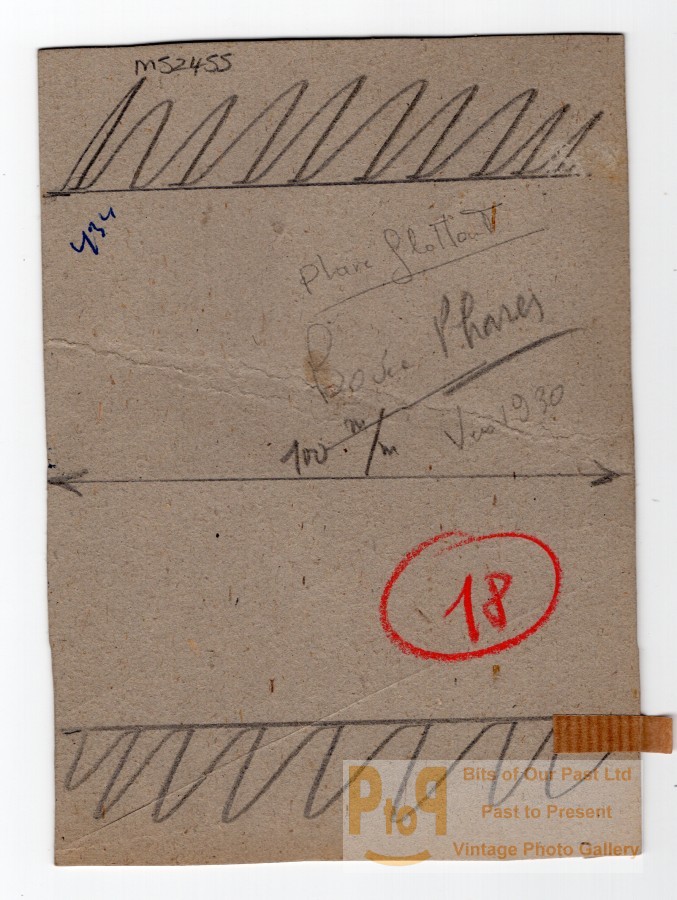 MS2455
434
Phare flottant
Bouée Phares
100 m/m
Vers 1930
18
PtoP
Bits of Our Past Ltd
Past to Present
Vintage Photo Gallery